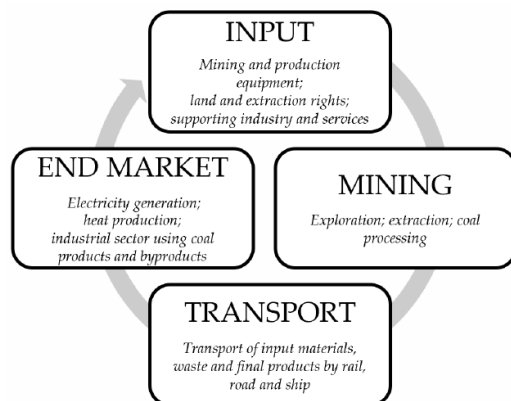 INPUT
Mining and production
equipment;
land and extraction rights;
supporting industry and services
END MARKET
Electricity generation;
heat production;
industrial sector using coal
products and byproducts
MINING
Exploration; extraction; coal
processing
TRANSPORT
Transport of input materials,
waste and final products by rail,
road and ship